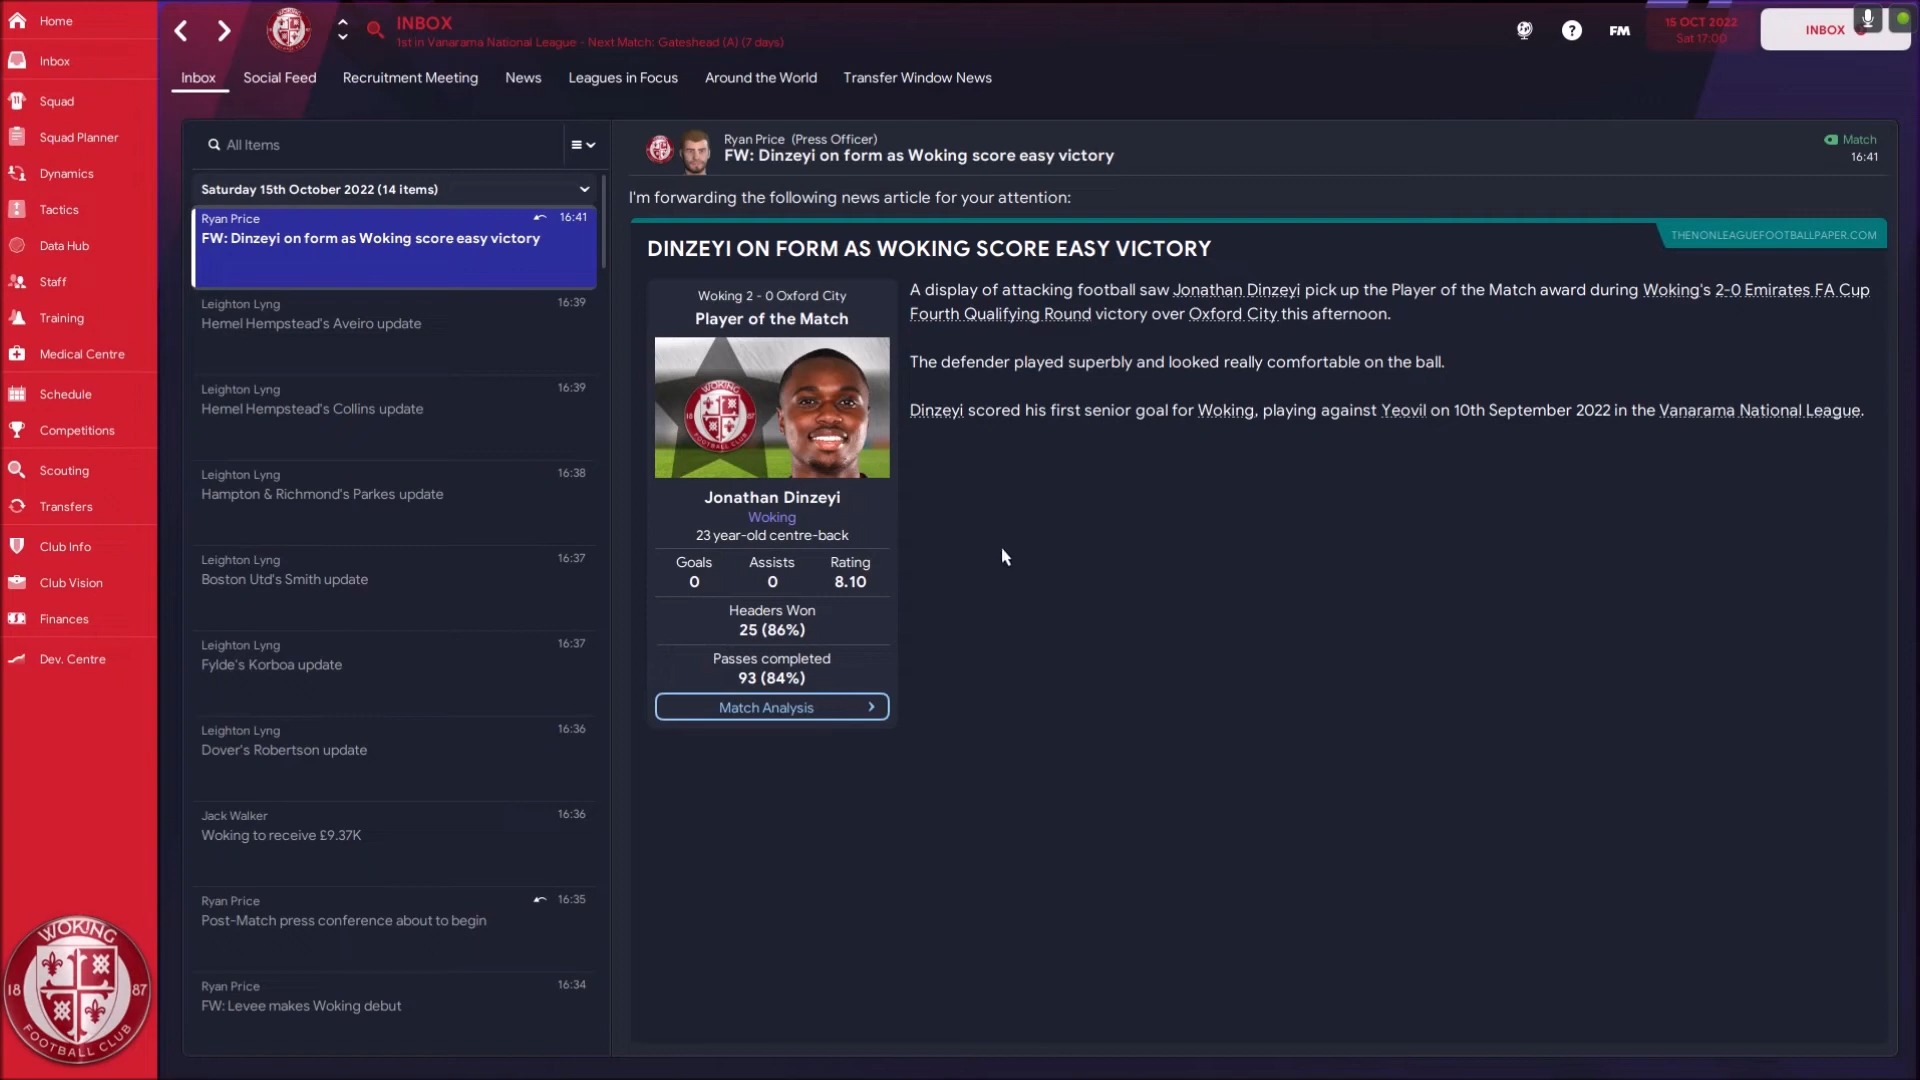 Home
Inbox
Squad
Squad Planner
Dynamics
Tactics
Data Hub
Staff
Training
Medical Centre
Schedule
Competitions
Scouting
Transfers
Club Info
Club Vision
Finances
Dev. Centre
WOKING
18 87
FOOTBALL CLUB
INBOX
1st in Vanarama National League - Next Match: Gateshead (A) (7 days)
FM
15 OCT 2022
Sat 17:00
INBOX
Inbox
Social Feed
Recruitment Meeting
News
Leagues in Focus
Around the World
Transfer Window News
All Items
Saturday 15th October 2022 (14 items)
Ryan Price 16:41
FW: Dinzeyi on form as Woking score easy victory
Leighton Lyng 16:39
Hemel Hempstead's Aveiro update
Leighton Lyng 16:39
Hemel Hempstead's Collins update
Leighton Lyng 16:38
Hampton & Richmond's Parkes update
Leighton Lyng 16:37
Boston Utd's Smith update
Leighton Lyng 16:37
Fylde's Korboa update
Leighton Lyng 16:36
Dover's Robertson update
Jack Walker 16:36
Woking to receive £9.37K
Ryan Price 16:35
Post-Match press conference about to begin
Ryan Price 16:34
FW: Levee makes Woking debut
Ryan Price (Press Officer)
FW: Dinzeyi on form as Woking score easy victory
Match
16:41
I'm forwarding the following news article for your attention:
THENONLEAGUEFOOTBALLPAPER.COM
DINZEYI ON FORM AS WOKING SCORE EASY VICTORY
Woking 2 - 0 Oxford City
Player of the Match
WOKING
18 87
FOOTBALL CLUB
Jonathan Dinzeyi
Woking
23 year-old centre-back
Goals Assists Rating
0 0 8.10
Headers Won
25 (86%)
Passes completed
93 (84%)
Match Analysis
A display of attacking football saw Jonathan Dinzeyi pick up the Player of the Match award during Woking's 2-0 Emirates FA Cup
Fourth Qualifying Round victory over Oxford City this afternoon.
The defender played superbly and looked really comfortable on the ball.
Dinzeyi scored his first senior goal for Woking, playing against Yeovil on 10th September 2022 in the Vanarama National League.